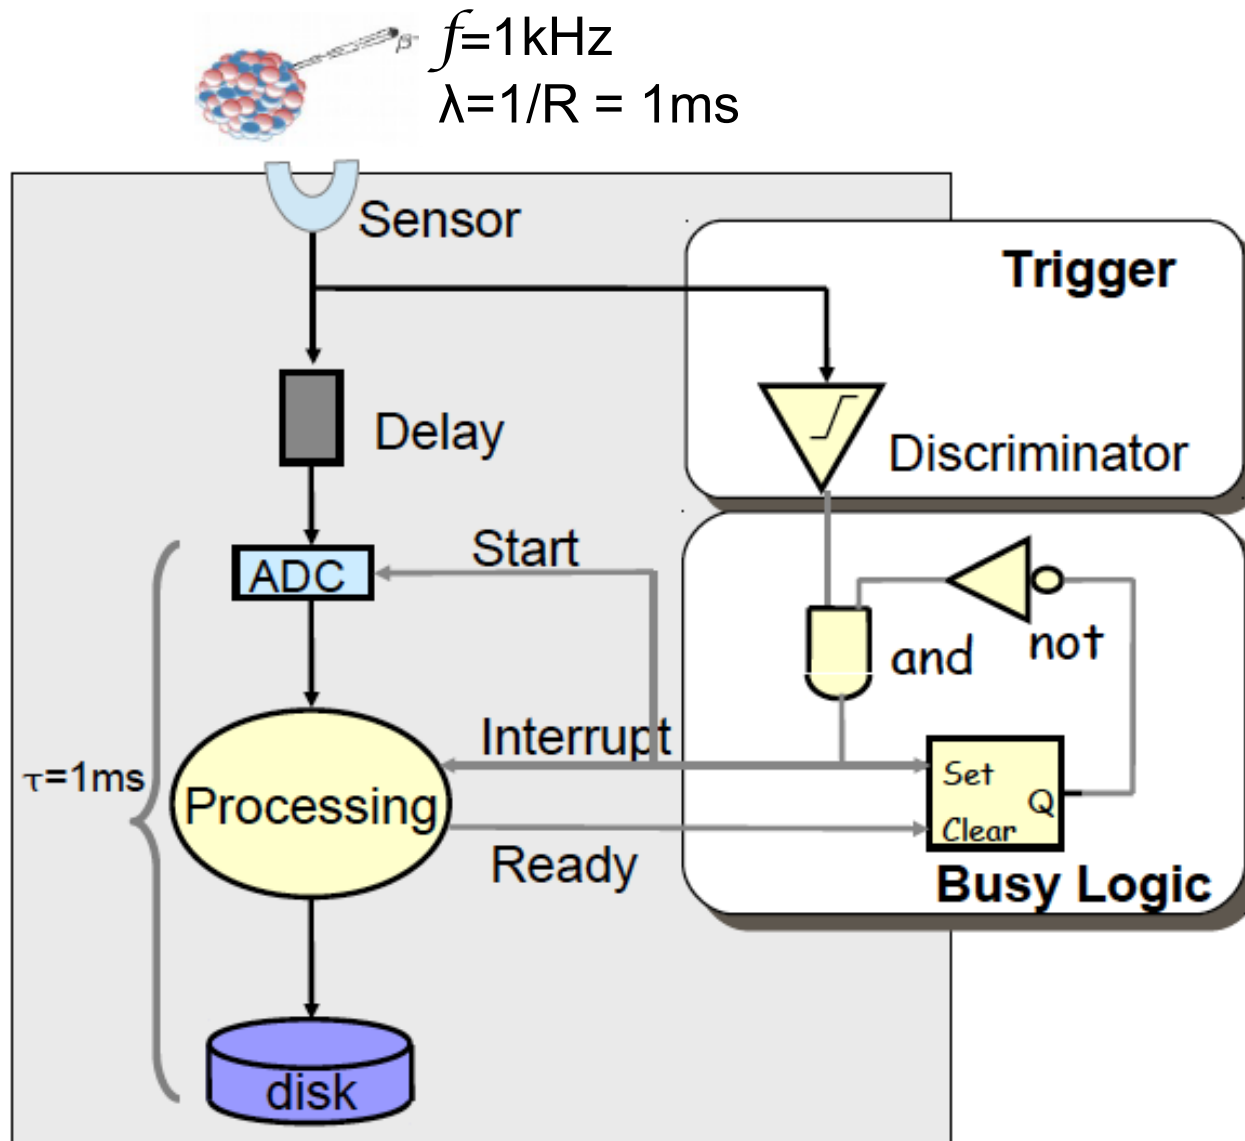 β-
f=1kHz
λ=1/R = 1ms
Sensor
Trigger
Delay
Discriminator
Start
ADC
and
not
Interrupt
Set
τ=1ms
Processing
Q
Clear
Ready
Busy Logic
disk